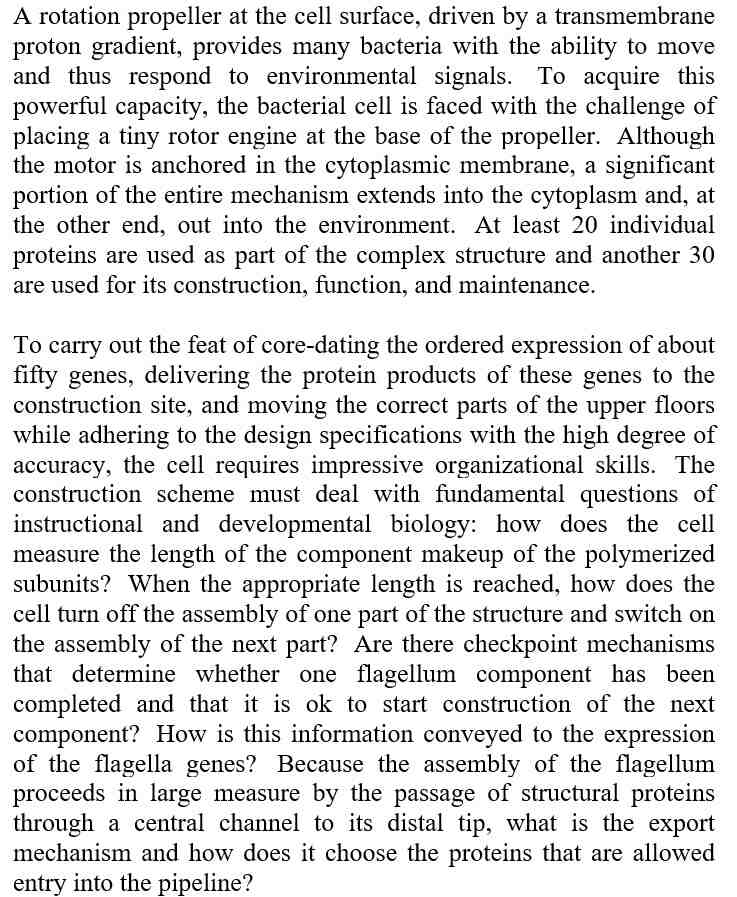 A rotation propeller at the cell surface, driven by a transmembrane
proton gradient, provides many bacteria with the ability to move
and thus respond to environmental signals. To acquire this
powerful capacity, the bacterial cell is faced with the challenge of
placing a tiny rotor engine at the base of the propeller. Although
the motor is anchored in the cytoplasmic membrane, a significant
portion of the entire mechanism extends into the cytoplasm and, at
the other end, out into the environment. At least 20 individual
proteins are used as part of the complex structure and another 30
are used for its construction, function, and maintenance.

To carry out the feat of core-dating the ordered expression of about
fifty genes, delivering the protein products of these genes to the
construction site, and moving the correct parts of the upper floors
while adhering to the design specifications with the high degree of
accuracy, the cell requires impressive organizational skills. The
construction scheme must deal with fundamental questions of
instructional and developmental biology: how does the cell
measure the length of the component makeup of the polymerized
subunits? When the appropriate length is reached, how does the
cell turn off the assembly of one part of the structure and switch on
the assembly of the next part? Are there checkpoint mechanisms
that determine whether one flagellum component has been
completed and that it is ok to start construction of the next
component? How is this information conveyed to the expression
of the flagella genes? Because the assembly of the flagellum
proceeds in large measure by the passage of structural proteins
through a central channel to its distal tip, what is the export
mechanism and how does it choose the proteins that are allowed
entry into the pipeline?